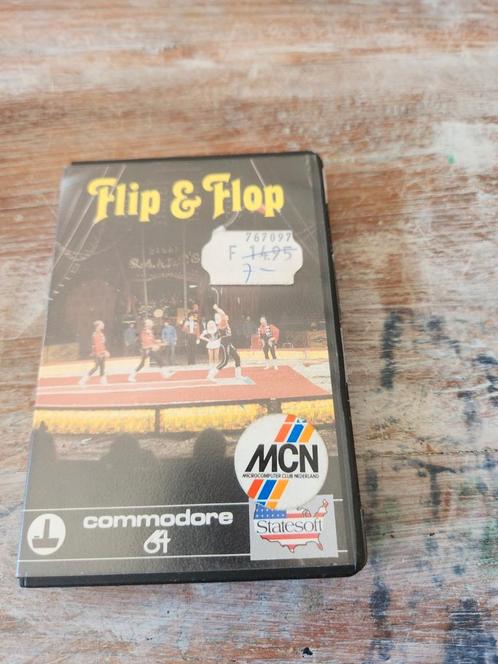 Flip & Flop
767097
F 14.95
7-
MCN
MICROCOMPUTER CLUB NEDERLAND
commodore
64
Statesoft